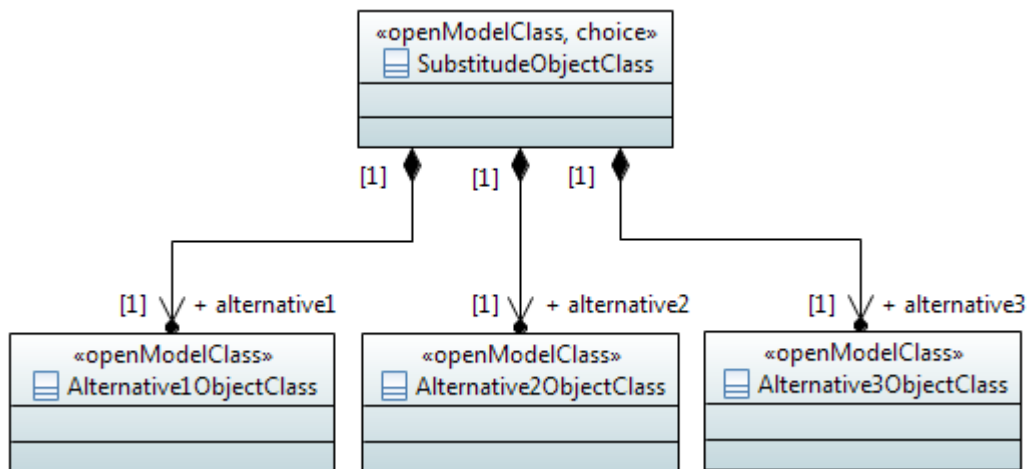 «openModelClass, choice»
SubstitudeObjectClass
[1] [1] [1]
[1] + alternative1 [1] + alternative2 [1] + alternative3
«openModelClass» «openModelClass» «openModelClass»
Alternative1ObjectClass Alternative2ObjectClass Alternative3ObjectClass